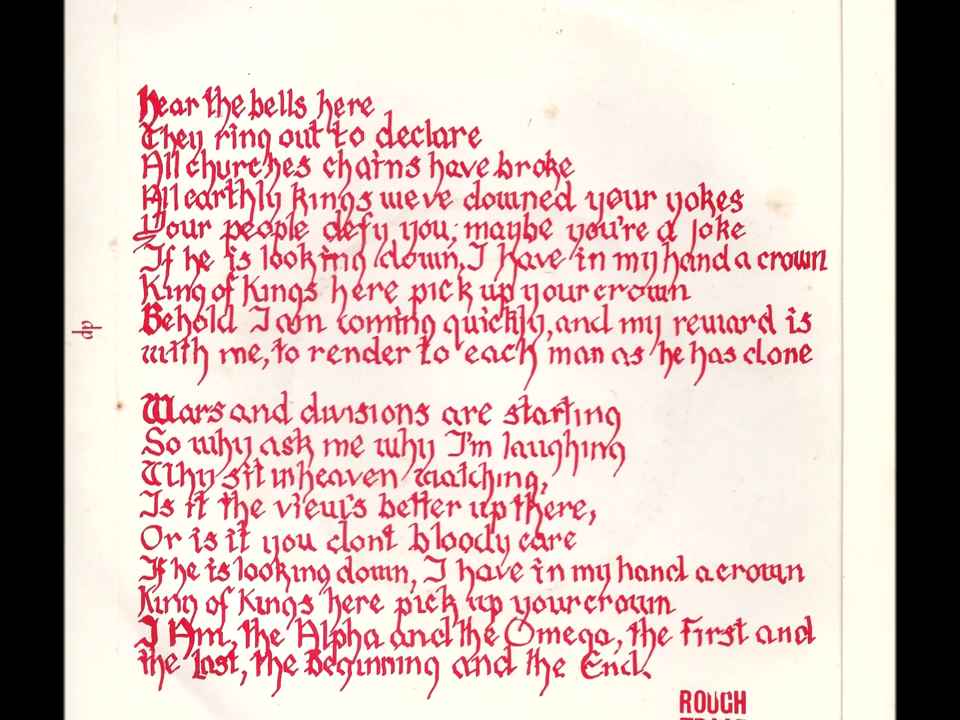 Hear the bells here
They ring out to declare
All churches chains have broke
All earthly kings weve downed your yokes
Your people defy you, maybe you're a joke
If he is looking down, I have in my hand a crown
King of Kings here pick up your crown
Behold I am coming quickly, and my reward is
with me, to render to each man as he has done
Wars and divisions are starting
So why ask me why I'm laughing
Why sit in heaven watching,
Is it the view's better up there,
Or is it you dont bloody care
If he is looking down, I have in my hand a crown
King of Kings here pick up your crown
I Am, the Alpha and the Omega, the first and
the Last, the Beginning and the End.
dp
ROUGH